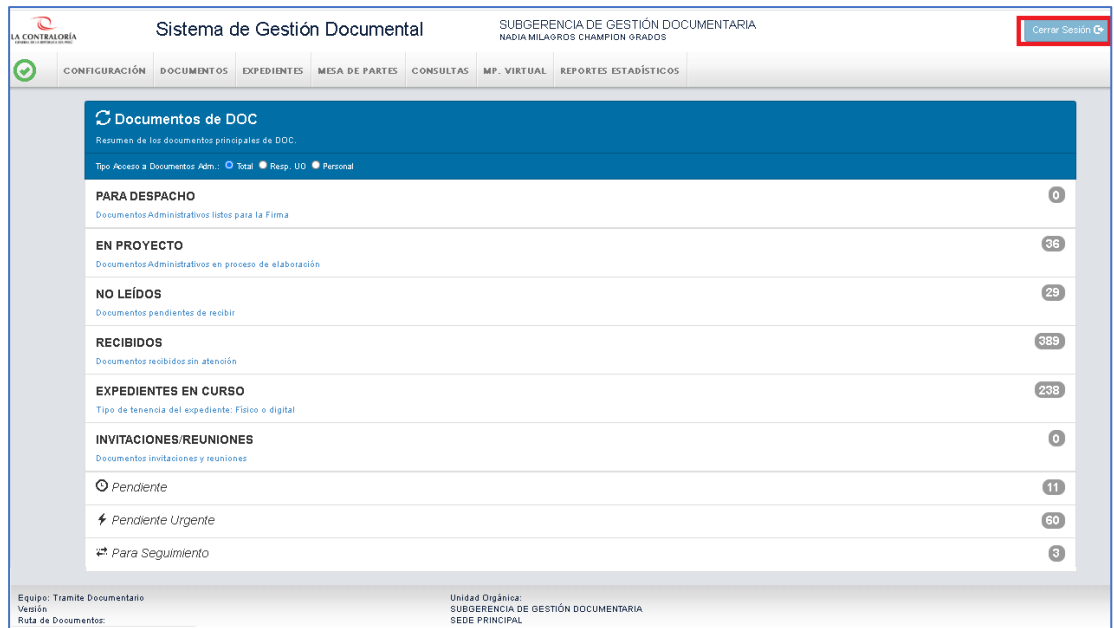 LA CONTRALORÍA
Sistema de Gestión Documental
SUBGERENCIA DE GESTIÓN DOCUMENTARIA
NADIA MILAGROS CHAMPION GRADOS
Cerrar Sesión
CONFIGURACIÓN DOCUMENTOS EXPEDIENTES MESA DE PARTES CONSULTAS MP. VIRTUAL REPORTES ESTADÍSTICOS
Documentos de DOC
Resumen de los documentos principales de DOC.
Tipo Acceso a Documentos Adm.: Total Resp. UO Personal
PARA DESPACHO 0
Documentos Administrativos listos para la Firma
EN PROYECTO 36
Documentos Administrativos en proceso de elaboración
NO LEÍDOS 29
Documentos pendientes de recibir
RECIBIDOS 389
Documentos recibidos sin atención
EXPEDIENTES EN CURSO 238
Tipo de tenencia del expediente: Físico o digital
INVITACIONES/REUNIONES 0
Documentos invitaciones y reuniones
Pendiente 11
Pendiente Urgente 60
Para Seguimiento 3
Equipo: Tramite Documentario
Versión
Ruta de Documentos:
Unidad Orgánica:
SUBGERENCIA DE GESTIÓN DOCUMENTARIA
SEDE PRINCIPAL